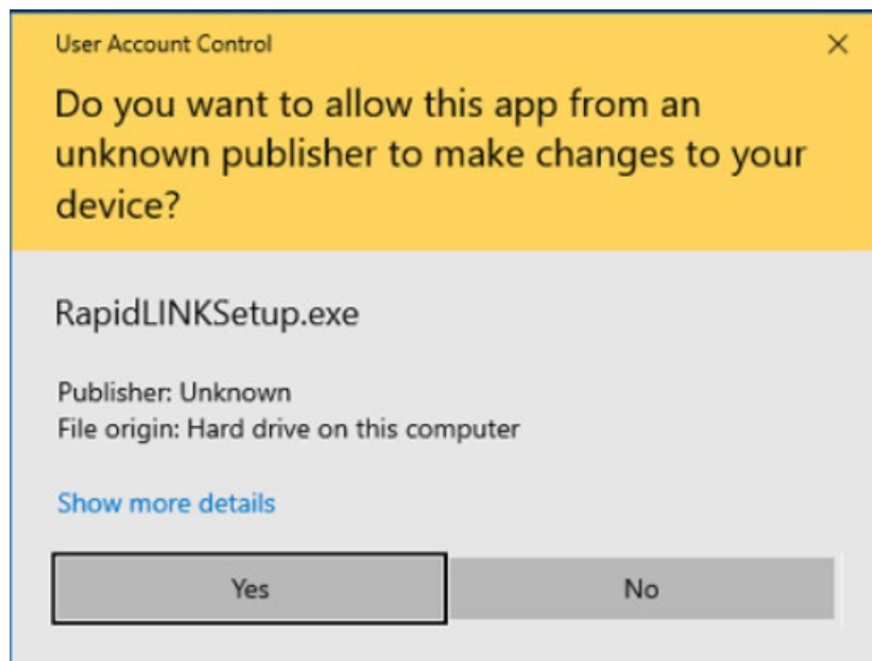 User Account Control
Do you want to allow this app from an
unknown publisher to make changes to your
device?
RapidLINKSetup.exe
Publisher: Unknown
File origin: Hard drive on this computer
Show more details
Yes
No